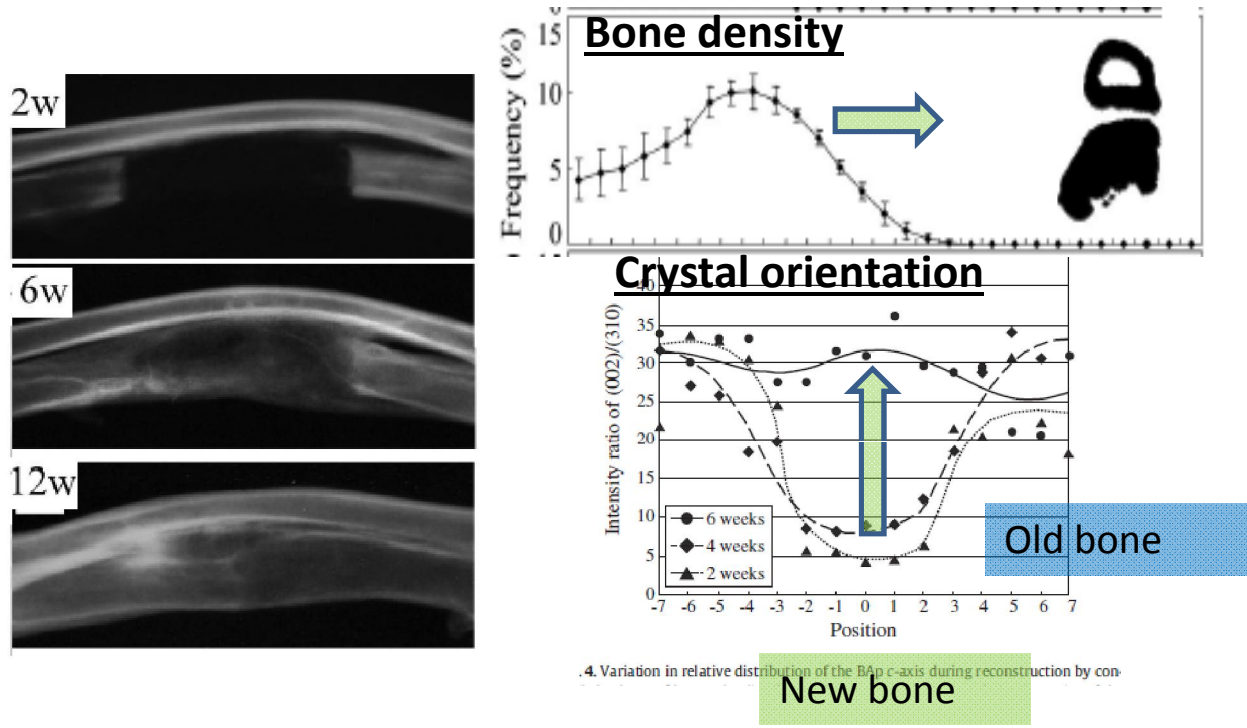 2w
6w
12w
Bone density
Frequency (%)
15
10
5
0
Crystal orientation
Intensity ratio of (002)/(310)
40
35
30
25
20
15
10
5
0
6 weeks
4 weeks
2 weeks
-7 -6 -5 -4 -3 -2 -1 0 1 2 3 4 5 6 7
Position
Old bone
.4. Variation in relative distribution of the BAp c-axis during reconstruction by con-
New bone